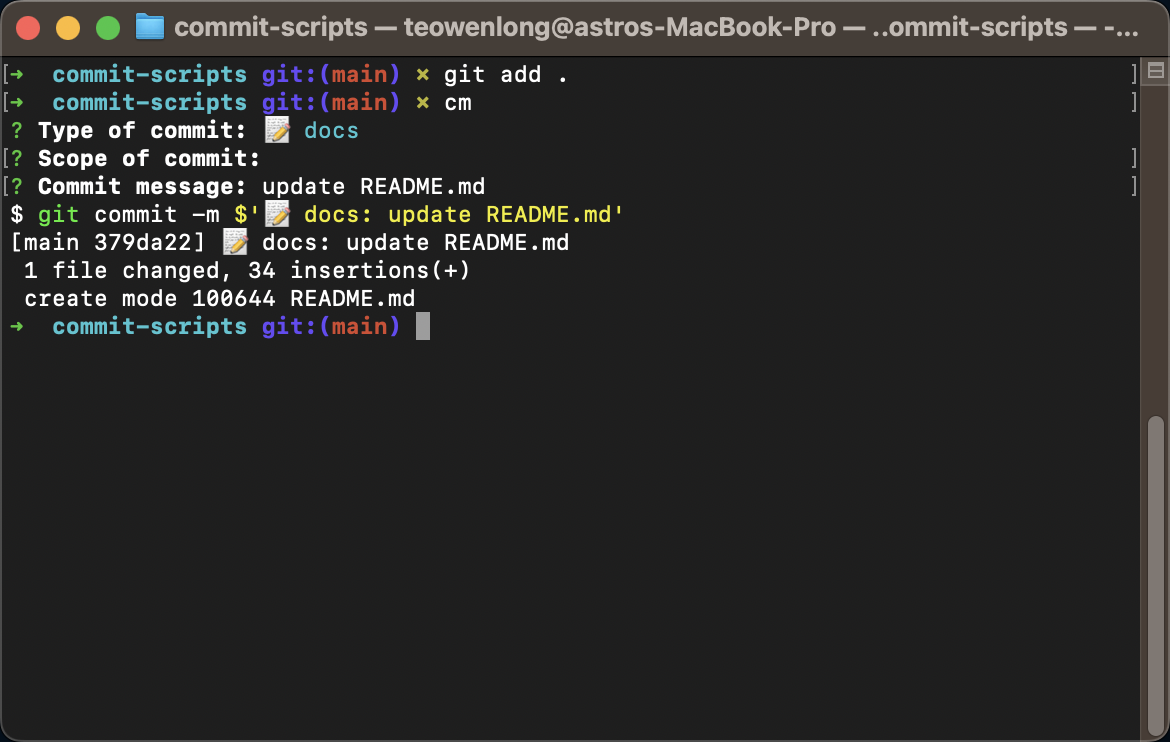 commit-scripts — teowenlong@astros-MacBook-Pro — ..ommit-scripts — -...
[➜  commit-scripts git:(main) × git add . ]
[➜  commit-scripts git:(main) × cm ]
? Type of commit: 📝 docs
[? Scope of commit: ]
[? Commit message: update README.md ]
$ git commit -m $'📝 docs: update README.md'
[main 379da22] 📝 docs: update README.md
 1 file changed, 34 insertions(+)
 create mode 100644 README.md
➜  commit-scripts git:(main)